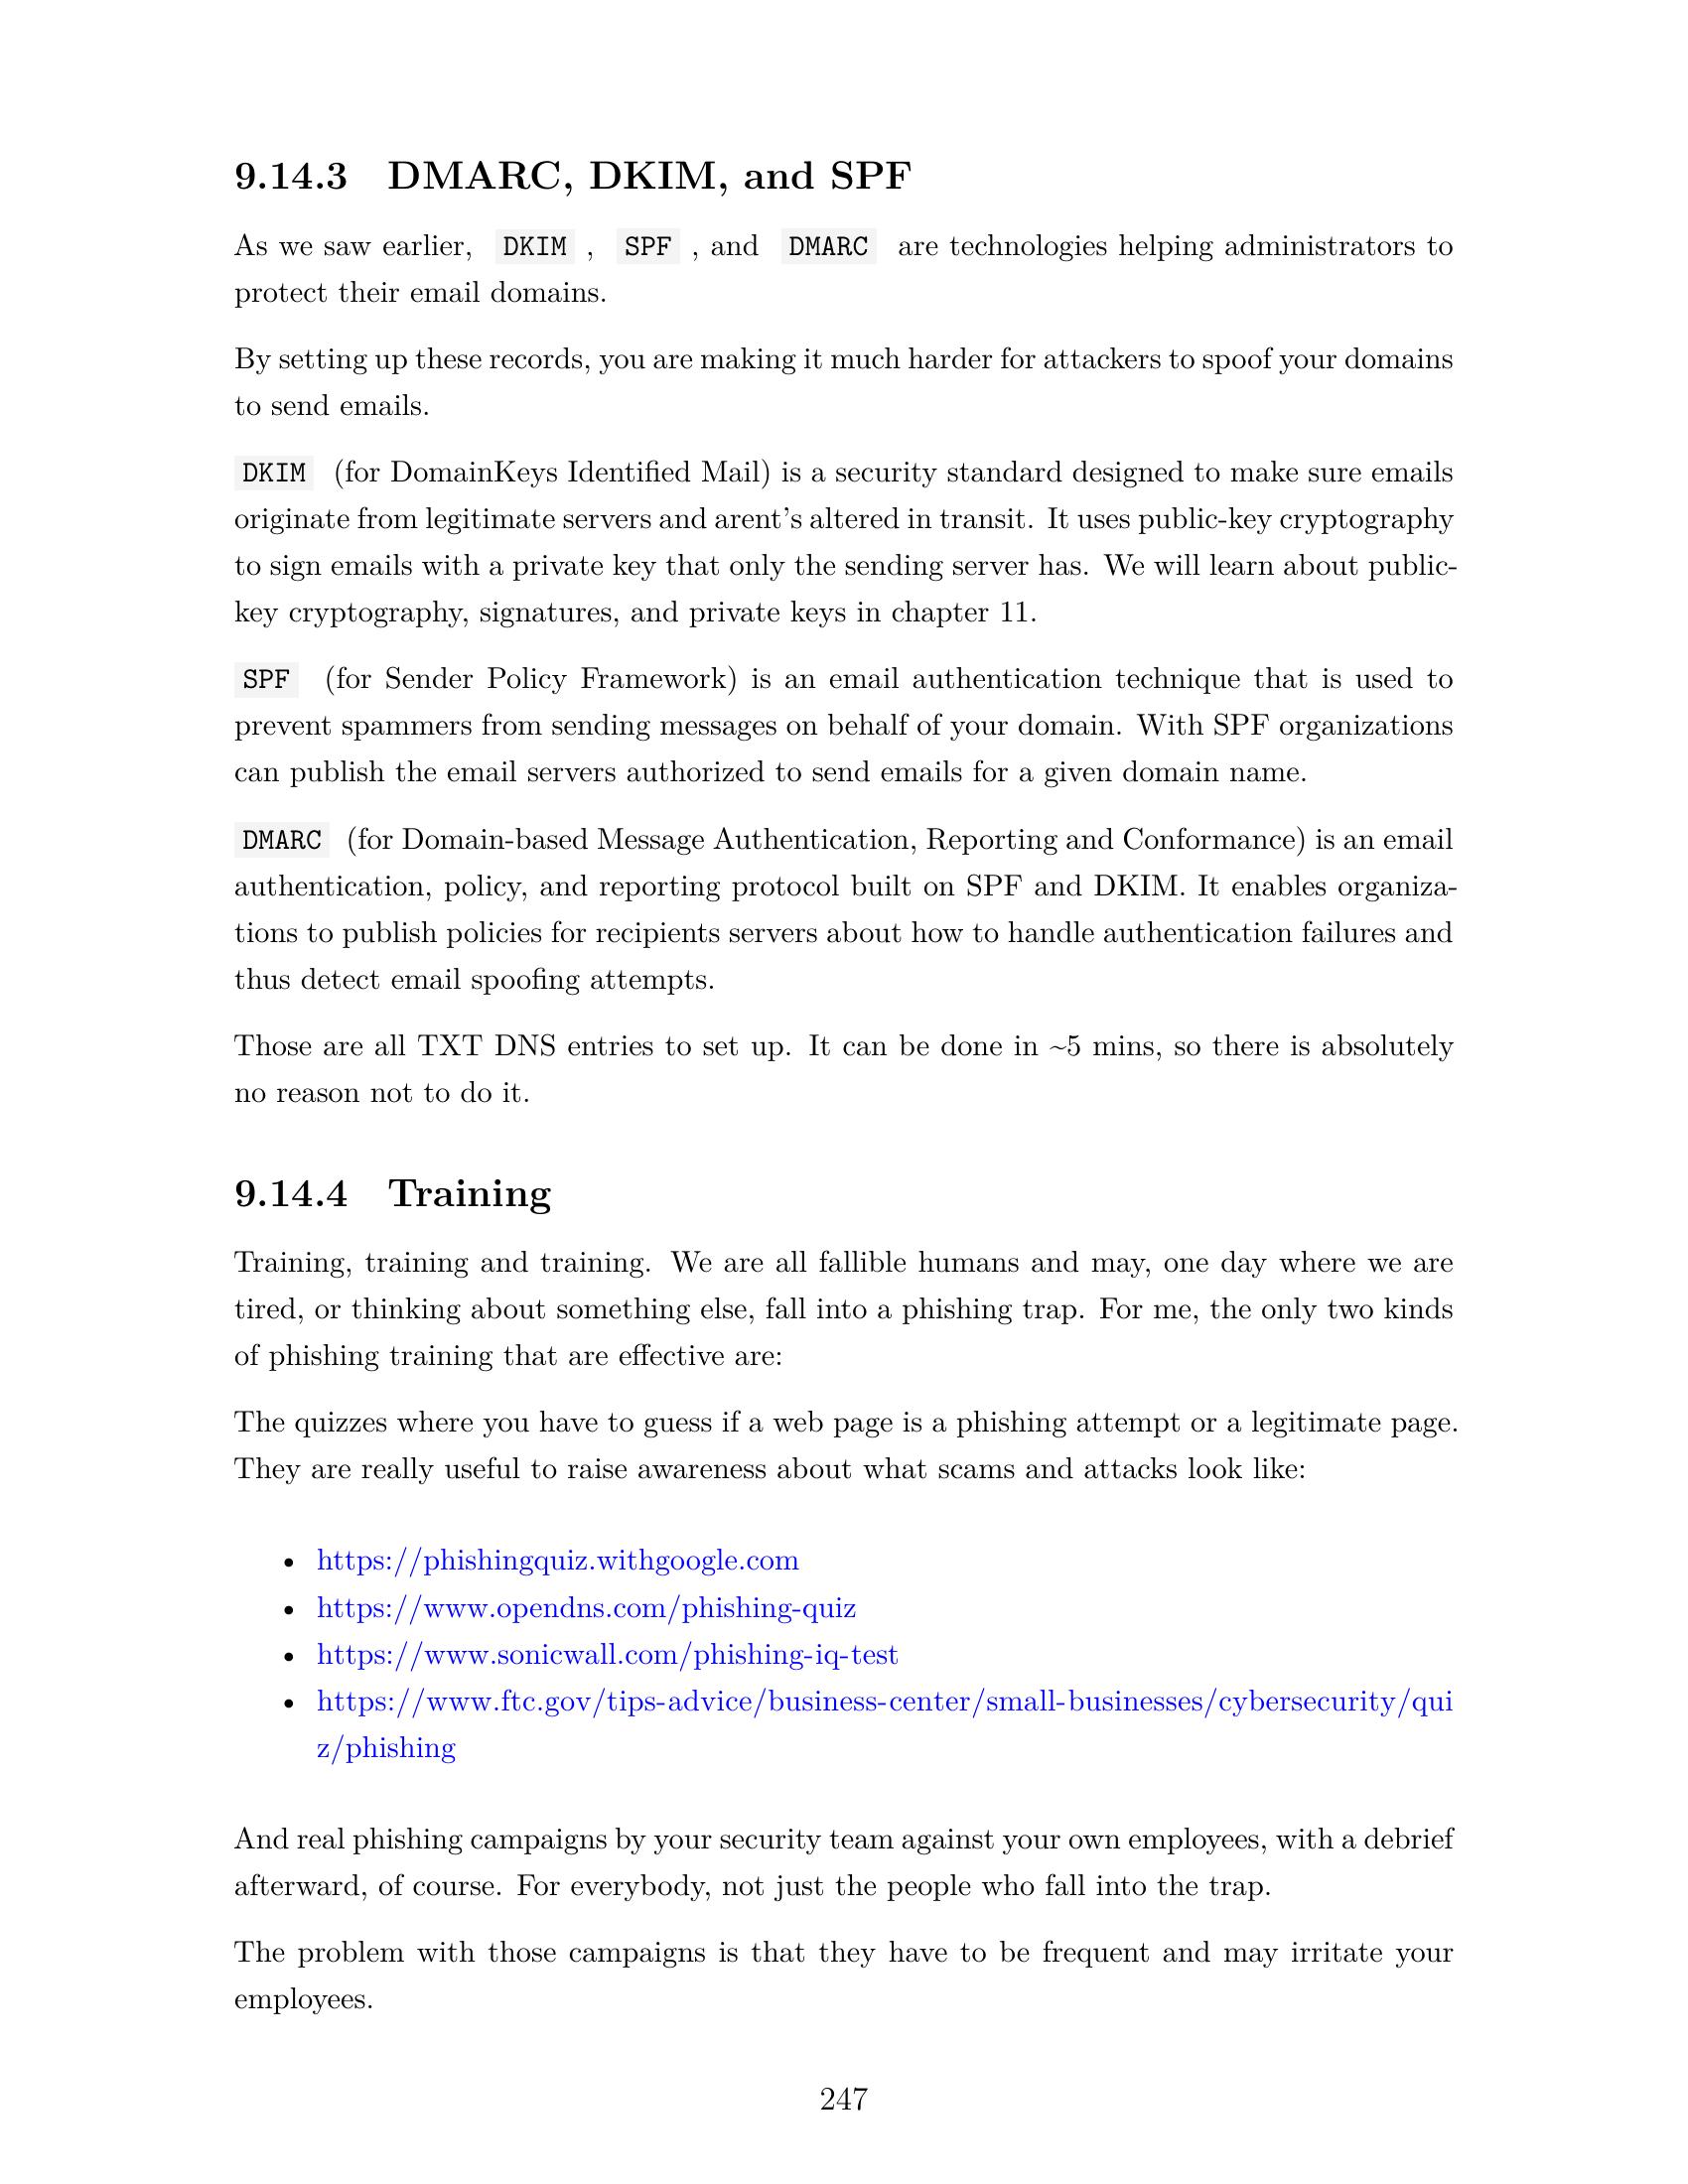 9.14.3 DMARC, DKIM, and SPF
As we saw earlier, DKIM , SPF , and DMARC are technologies helping administrators to
protect their email domains.
By setting up these records, you are making it much harder for attackers to spoof your domains
to send emails.
DKIM (for DomainKeys Identified Mail) is a security standard designed to make sure emails
originate from legitimate servers and arent's altered in transit. It uses public-key cryptography
to sign emails with a private key that only the sending server has. We will learn about public-
key cryptography, signatures, and private keys in chapter 11.
SPF (for Sender Policy Framework) is an email authentication technique that is used to
prevent spammers from sending messages on behalf of your domain. With SPF organizations
can publish the email servers authorized to send emails for a given domain name.
DMARC (for Domain-based Message Authentication, Reporting and Conformance) is an email
authentication, policy, and reporting protocol built on SPF and DKIM. It enables organiza-
tions to publish policies for recipients servers about how to handle authentication failures and
thus detect email spoofing attempts.
Those are all TXT DNS entries to set up. It can be done in ~5 mins, so there is absolutely
no reason not to do it.
9.14.4 Training
Training, training and training. We are all fallible humans and may, one day where we are
tired, or thinking about something else, fall into a phishing trap. For me, the only two kinds
of phishing training that are effective are:
The quizzes where you have to guess if a web page is a phishing attempt or a legitimate page.
They are really useful to raise awareness about what scams and attacks look like:
• https://phishingquiz.withgoogle.com
• https://www.opendns.com/phishing-quiz
• https://www.sonicwall.com/phishing-iq-test
• https://www.ftc.gov/tips-advice/business-center/small-businesses/cybersecurity/qui
z/phishing
And real phishing campaigns by your security team against your own employees, with a debrief
afterward, of course. For everybody, not just the people who fall into the trap.
The problem with those campaigns is that they have to be frequent and may irritate your
employees.
247